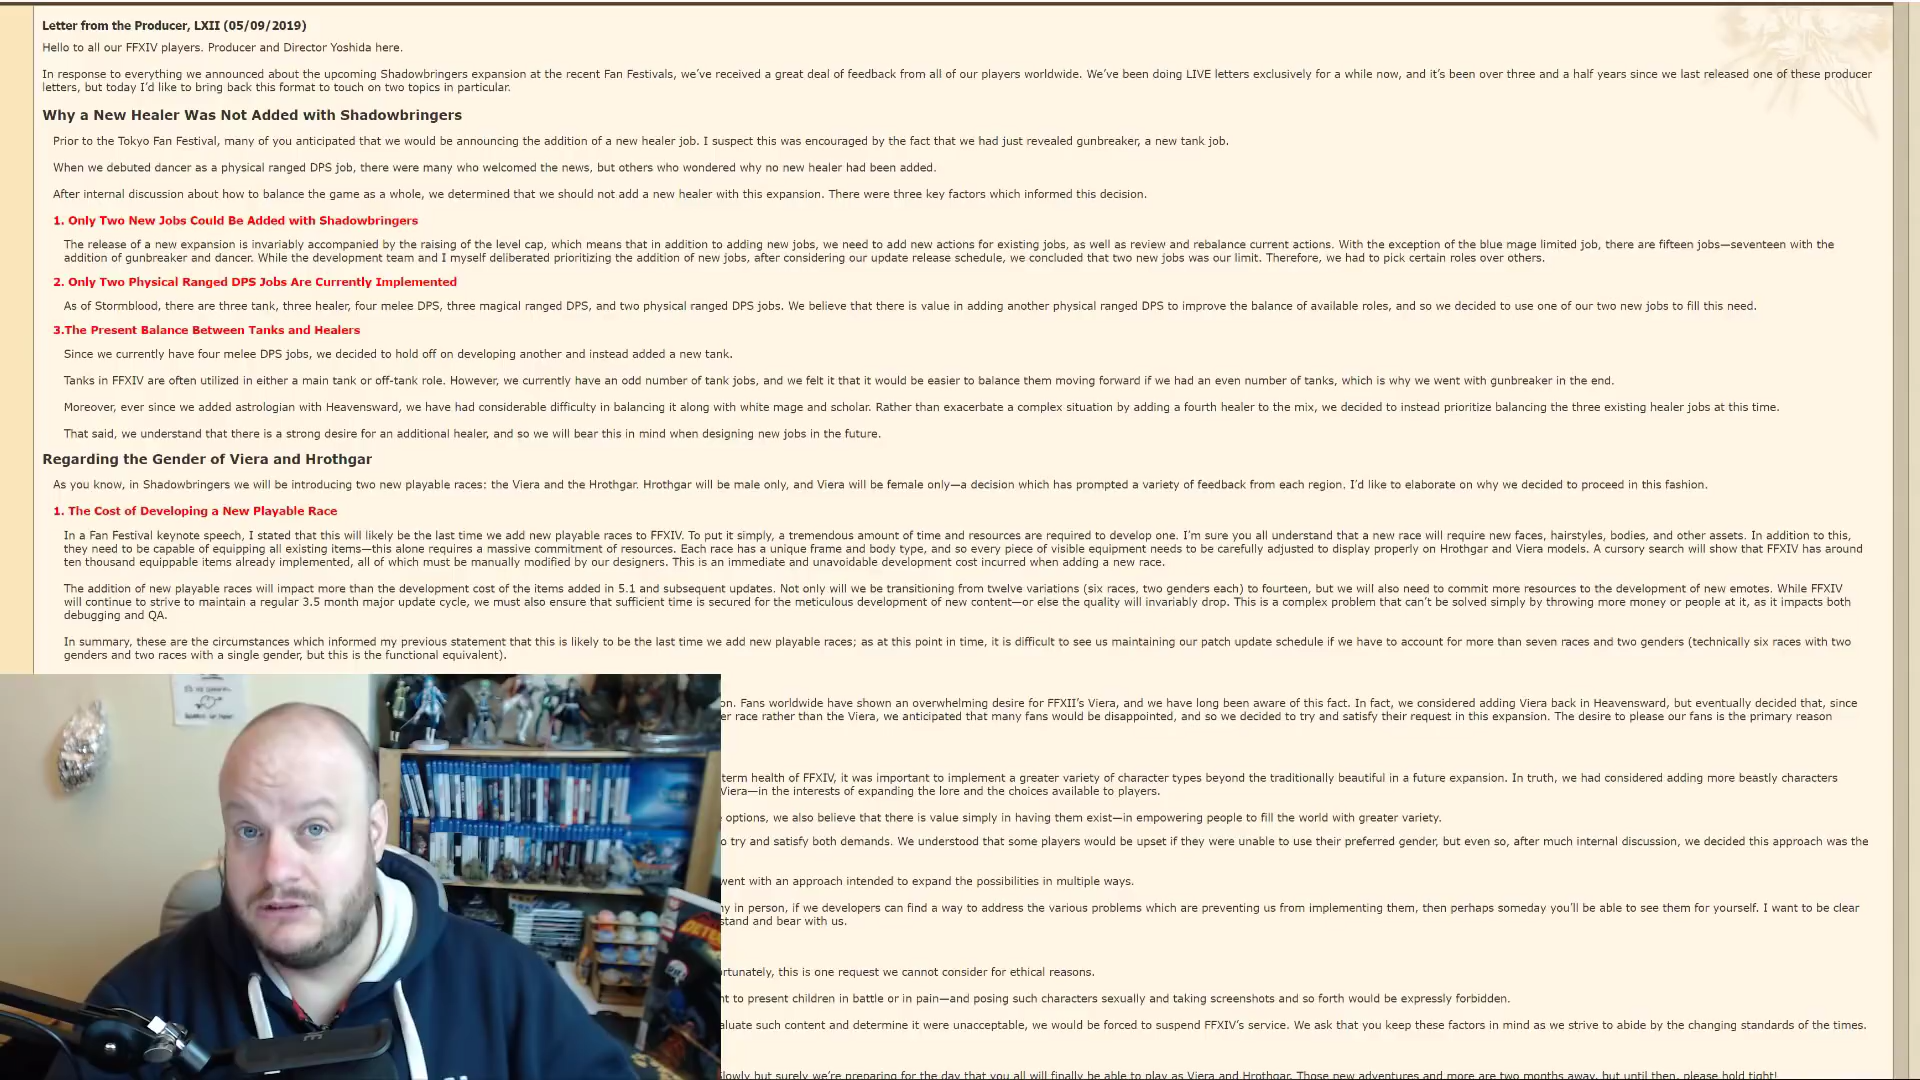 Letter from the Producer, LXII (05/09/2019)
Hello to all our FFXIV players. Producer and Director Yoshida here.
In response to everything we announced about the upcoming Shadowbringers expansion at the recent Fan Festivals, we've received a great deal of feedback from all of our players worldwide. We've been doing LIVE letters exclusively for a while now, and it's been over three and a half years since we last released one of these producer
letters, but today I'd like to bring back this format to touch on two topics in particular.
Why a New Healer Was Not Added with Shadowbringers
Prior to the Tokyo Fan Festival, many of you anticipated that we would be announcing the addition of a new healer job. I suspect this was encouraged by the fact that we had just revealed gunbreaker, a new tank job.
When we debuted dancer as a physical ranged DPS job, there were many who welcomed the news, but others who wondered why no new healer had been added.
After internal discussion about how to balance the game as a whole, we determined that we should not add a new healer with this expansion. There were three key factors which informed this decision.
1. Only Two New Jobs Could Be Added with Shadowbringers
The release of a new expansion is invariably accompanied by the raising of the level cap, which means that in addition to adding new jobs, we need to add new actions for existing jobs, as well as review and rebalance current actions. With the exception of the blue mage limited job, there are fifteen jobs—seventeen with the
addition of gunbreaker and dancer. While the development team and I myself deliberated prioritizing the addition of new jobs, after considering our update release schedule, we concluded that two new jobs was our limit. Therefore, we had to pick certain roles over others.
2. Only Two Physical Ranged DPS Jobs Are Currently Implemented
As of Stormblood, there are three tank, three healer, four melee DPS, three magical ranged DPS, and two physical ranged DPS jobs. We believe that there is value in adding another physical ranged DPS to improve the balance of available roles, and so we decided to use one of our two new jobs to fill this need.
3.The Present Balance Between Tanks and Healers
Since we currently have four melee DPS jobs, we decided to hold off on developing another and instead added a new tank.
Tanks in FFXIV are often utilized in either a main tank or off-tank role. However, we currently have an odd number of tank jobs, and we felt it that it would be easier to balance them moving forward if we had an even number of tanks, which is why we went with gunbreaker in the end.
Moreover, ever since we added astrologian with Heavensward, we have had considerable difficulty in balancing it along with white mage and scholar. Rather than exacerbate a complex situation by adding a fourth healer to the mix, we decided to instead prioritize balancing the three existing healer jobs at this time.
That said, we understand that there is a strong desire for an additional healer, and so we will bear this in mind when designing new jobs in the future.
Regarding the Gender of Viera and Hrothgar
As you know, in Shadowbringers we will be introducing two new playable races: the Viera and the Hrothgar. Hrothgar will be male only, and Viera will be female only—a decision which has prompted a variety of feedback from each region. I'd like to elaborate on why we decided to proceed in this fashion.
1. The Cost of Developing a New Playable Race
In a Fan Festival keynote speech, I stated that this will likely be the last time we add new playable races to FFXIV. To put it simply, a tremendous amount of time and resources are required to develop one. I'm sure you all understand that a new race will require new faces, hairstyles, bodies, and other assets. In addition to this,
they need to be capable of equipping all existing items—this alone requires a massive commitment of resources. Each race has a unique frame and body type, and so every piece of visible equipment needs to be carefully adjusted to display properly on Hrothgar and Viera models. A cursory search will show that FFXIV has around
ten thousand equippable items already implemented, all of which must be manually modified by our designers. This is an immediate and unavoidable development cost incurred when adding a new race.
The addition of new playable races will impact more than the development cost of the items added in 5.1 and subsequent updates. Not only will we be transitioning from twelve variations (six races, two genders each) to fourteen, but we will also need to commit more resources to the development of new emotes. While FFXIV
will continue to strive to maintain a regular 3.5 month major update cycle, we must also ensure that sufficient time is secured for the meticulous development of new content—or else the quality will invariably drop. This is a complex problem that can't be solved simply by throwing more money or people at it, as it impacts both
debugging and QA.
In summary, these are the circumstances which informed my previous statement that this is likely to be the last time we add new playable races; as at this point in time, it is difficult to see us maintaining our patch update schedule if we have to account for more than seven races and two genders (technically six races with two
genders and two races with a single gender, but this is the functional equivalent).
on. Fans worldwide have shown an overwhelming desire for FFXII's Viera, and we have long been aware of this fact. In fact, we considered adding Viera back in Heavensward, but eventually decided that, since
er race rather than the Viera, we anticipated that many fans would be disappointed, and so we decided to try and satisfy their request in this expansion. The desire to please our fans is the primary reason
term health of FFXIV, it was important to implement a greater variety of character types beyond the traditionally beautiful in a future expansion. In truth, we had considered adding more beastly characters
Viera—in the interests of expanding the lore and the choices available to players.
options, we also believe that there is value simply in having them exist—in empowering people to fill the world with greater variety.
o try and satisfy both demands. We understood that some players would be upset if they were unable to use their preferred gender, but even so, after much internal discussion, we decided this approach was the
went with an approach intended to expand the possibilities in multiple ways.
ny in person, if we developers can find a way to address the various problems which are preventing us from implementing them, then perhaps someday you'll be able to see them for yourself. I want to be clear
stand and bear with us.
rtunately, this is one request we cannot consider for ethical reasons.
nt to present children in battle or in pain—and posing such characters sexually and taking screenshots and so forth would be expressly forbidden.
aluate such content and determine it were unacceptable, we would be forced to suspend FFXIV's service. We ask that you keep these factors in mind as we strive to abide by the changing standards of the times.
Slowly but surely we're preparing for the day that you all will finally be able to play as Viera and Hrothgar. Those new adventures and more are two months away, but until then, please hold tight!